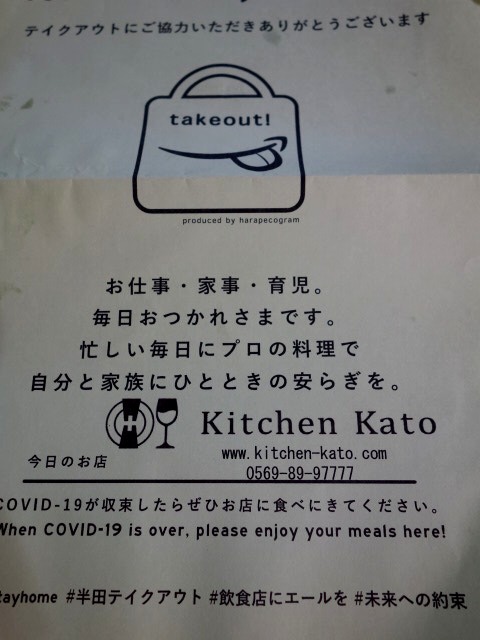 テイクアウトにご協力いただきありがとうございます
takeout!
produced by harapecogram
お仕事・家事・育児。
毎日おつかれさまです。
忙しい毎日にプロの料理で
自分と家族にひとときの安らぎを。
H Kitchen Kato
www.kitchen-kato.com
0569-89-97777
今日のお店
COVID-19が収束したらぜひお店に食べにきてください。
When COVID-19 is over, please enjoy your meals here!
tayhome #半田テイクアウト #飲食店にエールを #未来への約束